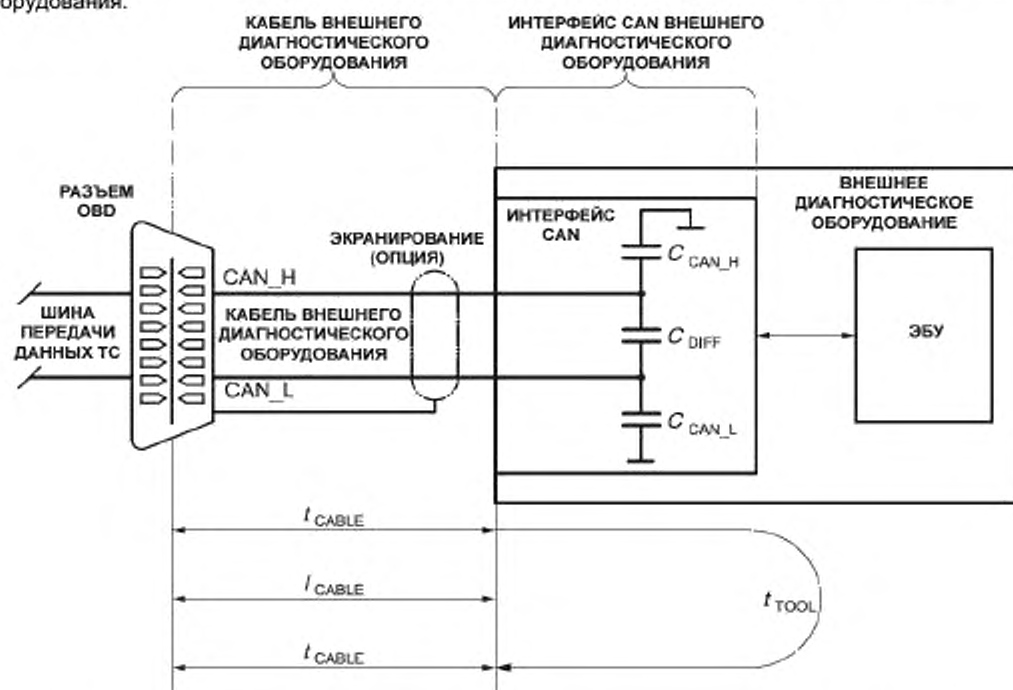 орудования.
КАБЕЛЬ ВНЕШНЕГО
ДИАГНОСТИЧЕСКОГО
ОБОРУДОВАНИЯ
ИНТЕРФЕЙС CAN ВНЕШНЕГО
ДИАГНОСТИЧЕСКОГО
ОБОРУДОВАНИЯ
РАЗЪЕМ
OBD
ВНЕШНЕЕ
ДИАГНОСТИЧЕСКОЕ
ОБОРУДОВАНИЕ
ИНТЕРФЕЙС
CAN
ЭКРАНИРОВАНИЕ
(ОПЦИЯ)
C CAN_H
CAN_H
ШИНА
ПЕРЕДАЧИ
ДАННЫХ ТС
КАБЕЛЬ ВНЕШНЕГО
ДИАГНОСТИЧЕСКОГО
ОБОРУДОВАНИЯ
C DIFF
ЭБУ
CAN_L
C CAN_L
t CABLE
l CABLE
t TOOL
t CABLE